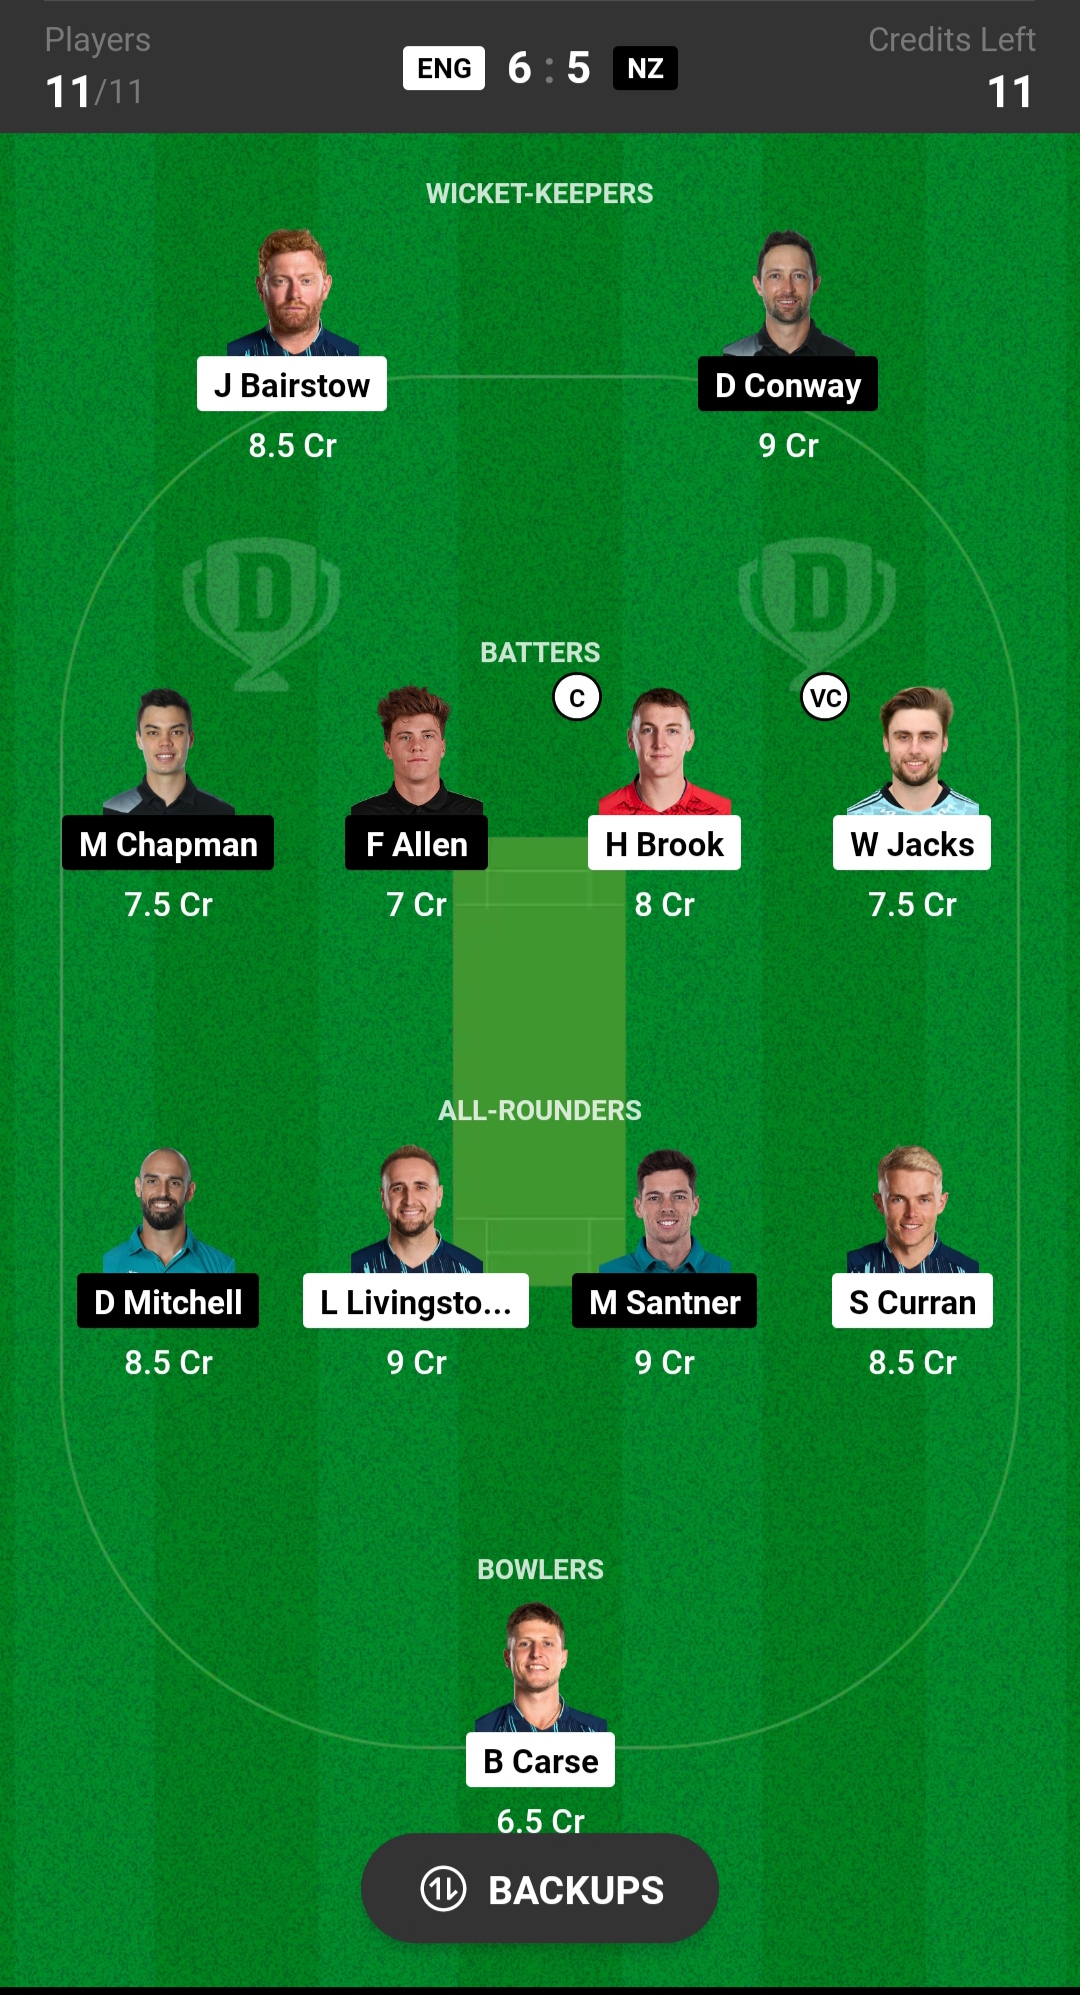 Players
Credits Left
11/11
ENG 6 : 5 NZ
11
WICKET-KEEPERS
J Bairstow
D Conway
8.5 Cr
9 Cr
D
D
BATTERS
C
VC
M Chapman
F Allen
H Brook
W Jacks
7.5 Cr
7 Cr
8 Cr
7.5 Cr
ALL-ROUNDERS
D Mitchell
L Livingsto...
M Santner
S Curran
8.5 Cr
9 Cr
9 Cr
8.5 Cr
BOWLERS
B Carse
6.5 Cr
BACKUPS